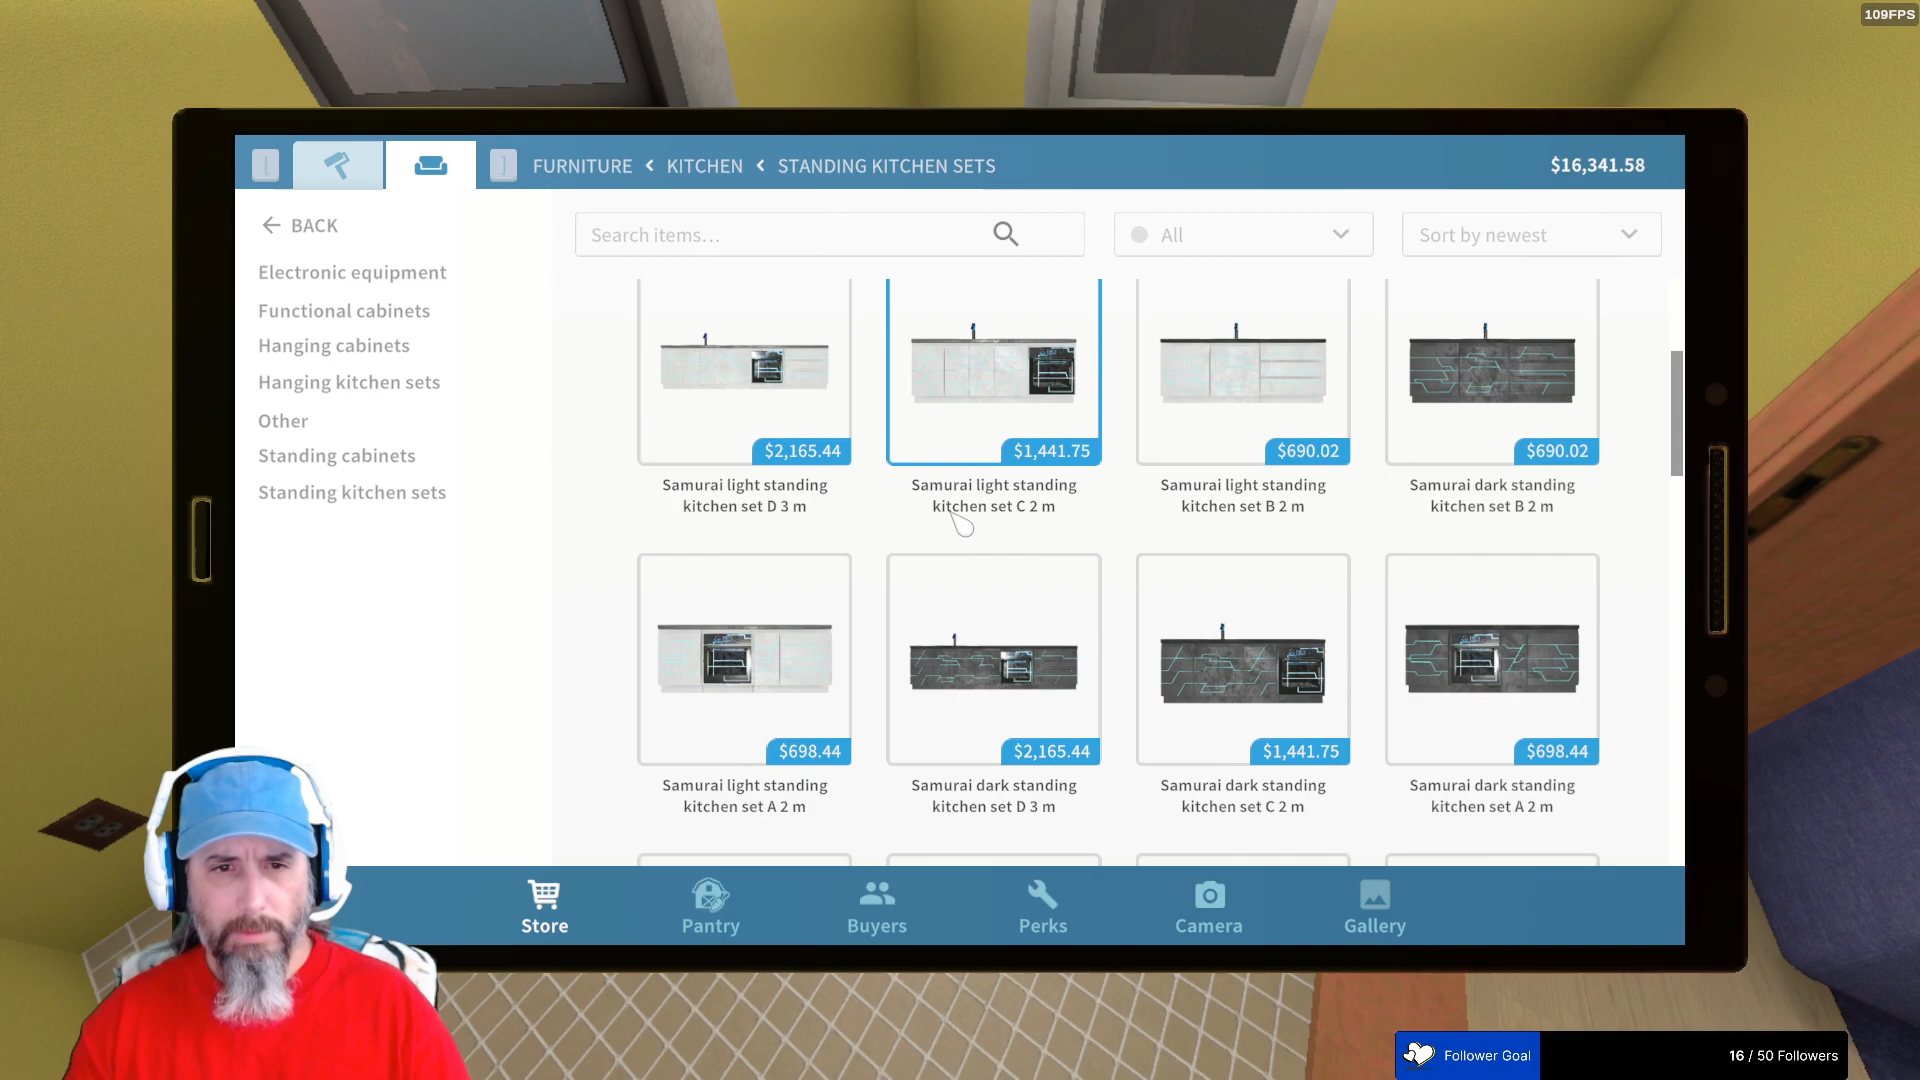 109FPS
[
]
FURNITURE < KITCHEN < STANDING KITCHEN SETS
$16,341.58
BACK
Electronic equipment
Functional cabinets
Hanging cabinets
Hanging kitchen sets
Other
Standing cabinets
Standing kitchen sets
Search items...
All
Sort by newest
$2,165.44
$1,441.75
$690.02
$690.02
Samurai light standing
kitchen set D 3 m
Samurai light standing
kitchen set C 2 m
Samurai light standing
kitchen set B 2 m
Samurai dark standing
kitchen set B 2 m
$698.44
$2,165.44
$1,441.75
$698.44
Samurai light standing
kitchen set A 2 m
Samurai dark standing
kitchen set D 3 m
Samurai dark standing
kitchen set C 2 m
Samurai dark standing
kitchen set A 2 m
Store
Pantry
Buyers
Perks
Camera
Gallery
Follower Goal
16 / 50 Followers